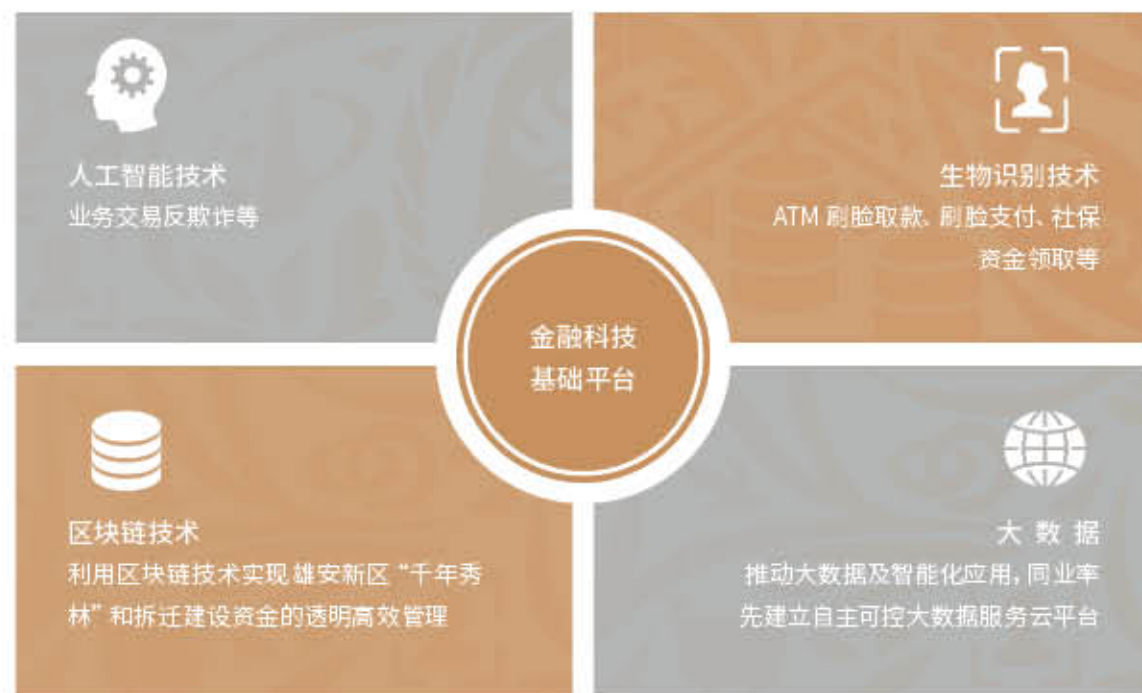 人工智能技术
业务交易反欺诈等
生物识别技术
ATM 刷脸取款、刷脸支付、社保
资金领取等
金融科技
基础平台
区块链技术
利用区块链技术实现雄安新区“千年秀
林”和拆迁建设资金的透明高效管理
大 数 据
推动大数据及智能化应用，同业率
先建立自主可控大数据服务云平台